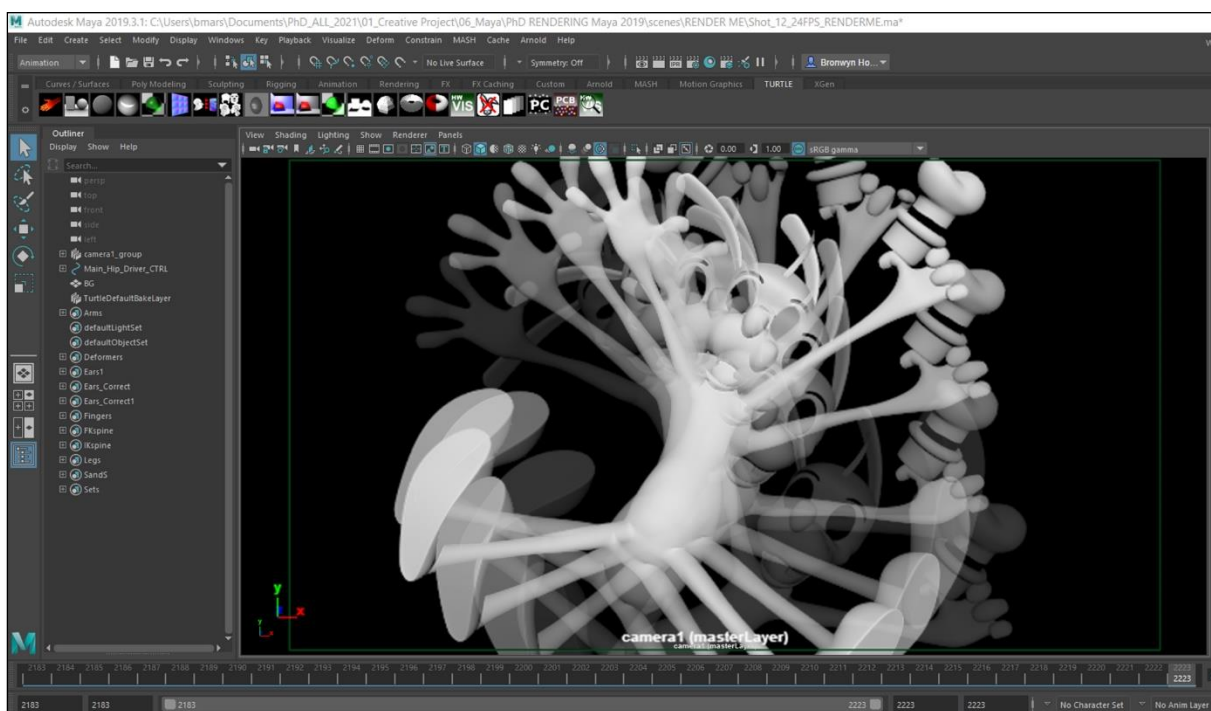 Autodesk Maya 2019.3.1: C:\Users\bmars\Documents\PhD_ALL_2021\01_Creative Project\06_Maya\PhD RENDERING Maya 2019\scenes\RENDER ME\Shot_12_24FPS_RENDERME.ma*
File Edit Create Select Modify Display Windows Key Playback Visualize Deform Constrain MASH Cache Arnold Help
Animation No Live Surface Symmetry: Off Bronwyn Ho...
Curves / Surfaces Poly Modeling Sculpting Rigging Animation Rendering FX FX Caching Custom Arnold MASH Motion Graphics TURTLE XGen
VIS PC PCB
Outliner
Display Show Help
Search...
persp
top
front
side
left
camera1_group
Main_Hip_Driver_CTRL
BG
TurtleDefaultBakeLayer
Arms
defaultLightSet
defaultObjectSet
Deformers
Ears1
Ears_Correct
Ears_Correct1
Fingers
FKspine
IKspine
Legs
SandS
Sets
View Shading Lighting Show Renderer Panels
0.00 1.00 sRGB gamma
y
x
y
x
camera1 (masterLayer)
camera1 (masterLayer)
2183 2184 2185 2186 2187 2188 2189 2190 2191 2192 2193 2194 2195 2196 2197 2198 2199 2200 2201 2202 2203 2204 2205 2206 2207 2208 2209 2210 2211 2212 2213 2214 2215 2216 2217 2218 2219 2220 2221 2222 2223
2223
2183 2183 2183 2223 2223 2223 No Character Set No Anim Layer